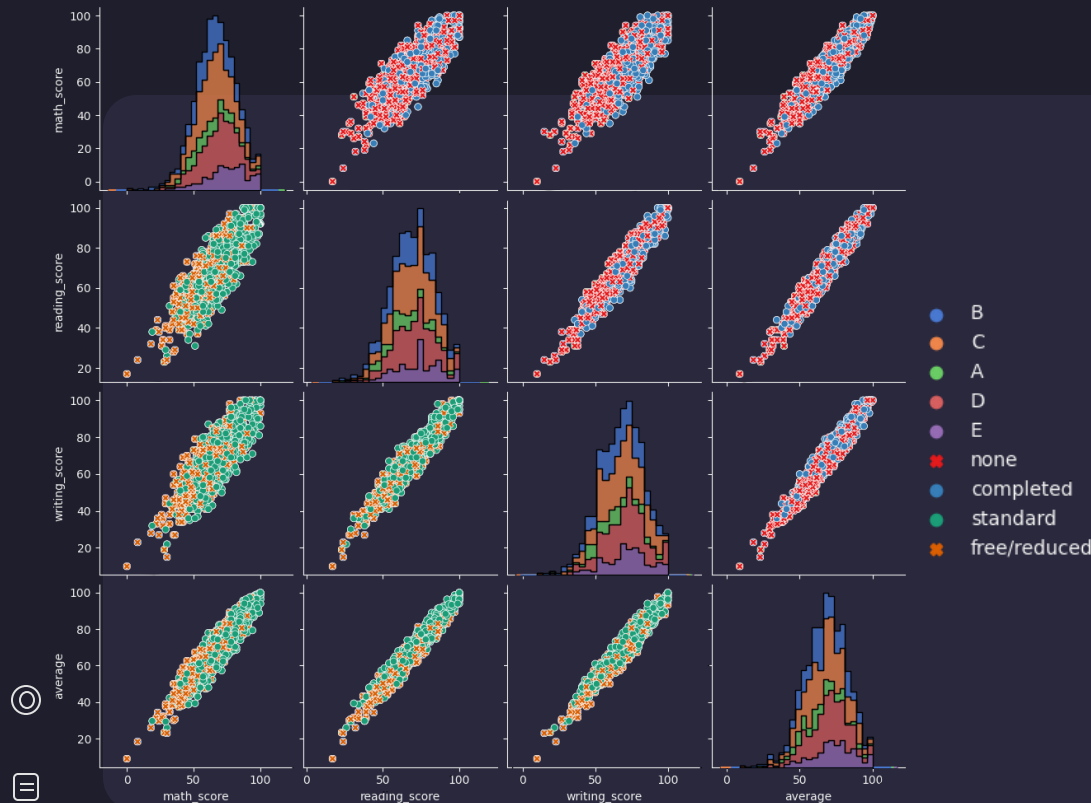 math_score
100
80
60
40
20
0
reading_score
100
80
60
40
20
writing_score
100
80
60
40
20
average
100
80
60
40
20
0 50 100 0 50 100 0 50 100 0 50 100
math_score reading_score writing_score average
B
C
A
D
E
none
completed
standard
free/reduced